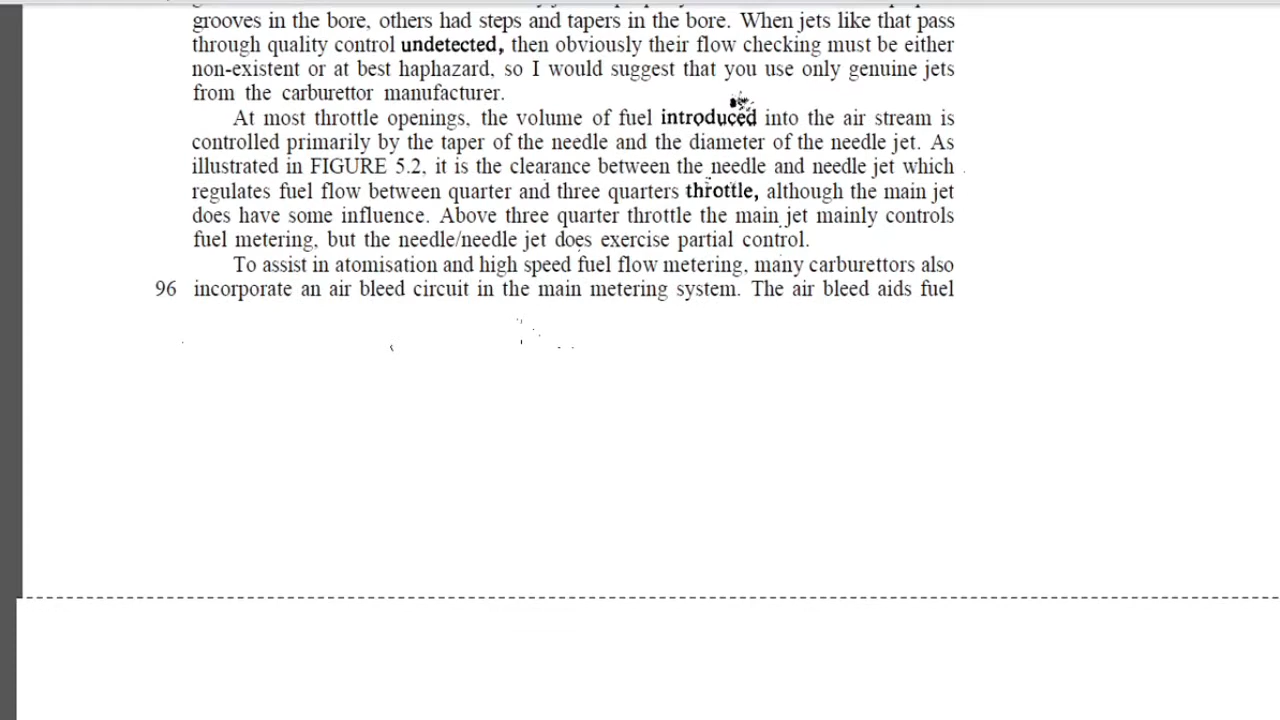 grooves in the bore, others had steps and tapers in the bore. When jets like that pass
through quality control undetected, then obviously their flow checking must be either
non-existent or at best haphazard, so I would suggest that you use only genuine jets
from the carburettor manufacturer.
At most throttle openings, the volume of fuel introduced into the air stream is
controlled primarily by the taper of the needle and the diameter of the needle jet. As
illustrated in FIGURE 5.2, it is the clearance between the needle and needle jet which
regulates fuel flow between quarter and three quarters throttle, although the main jet
does have some influence. Above three quarter throttle the main jet mainly controls
fuel metering, but the needle/needle jet does exercise partial control.
To assist in atomisation and high speed fuel flow metering, many carburettors also
96 incorporate an air bleed circuit in the main metering system. The air bleed aids fuel